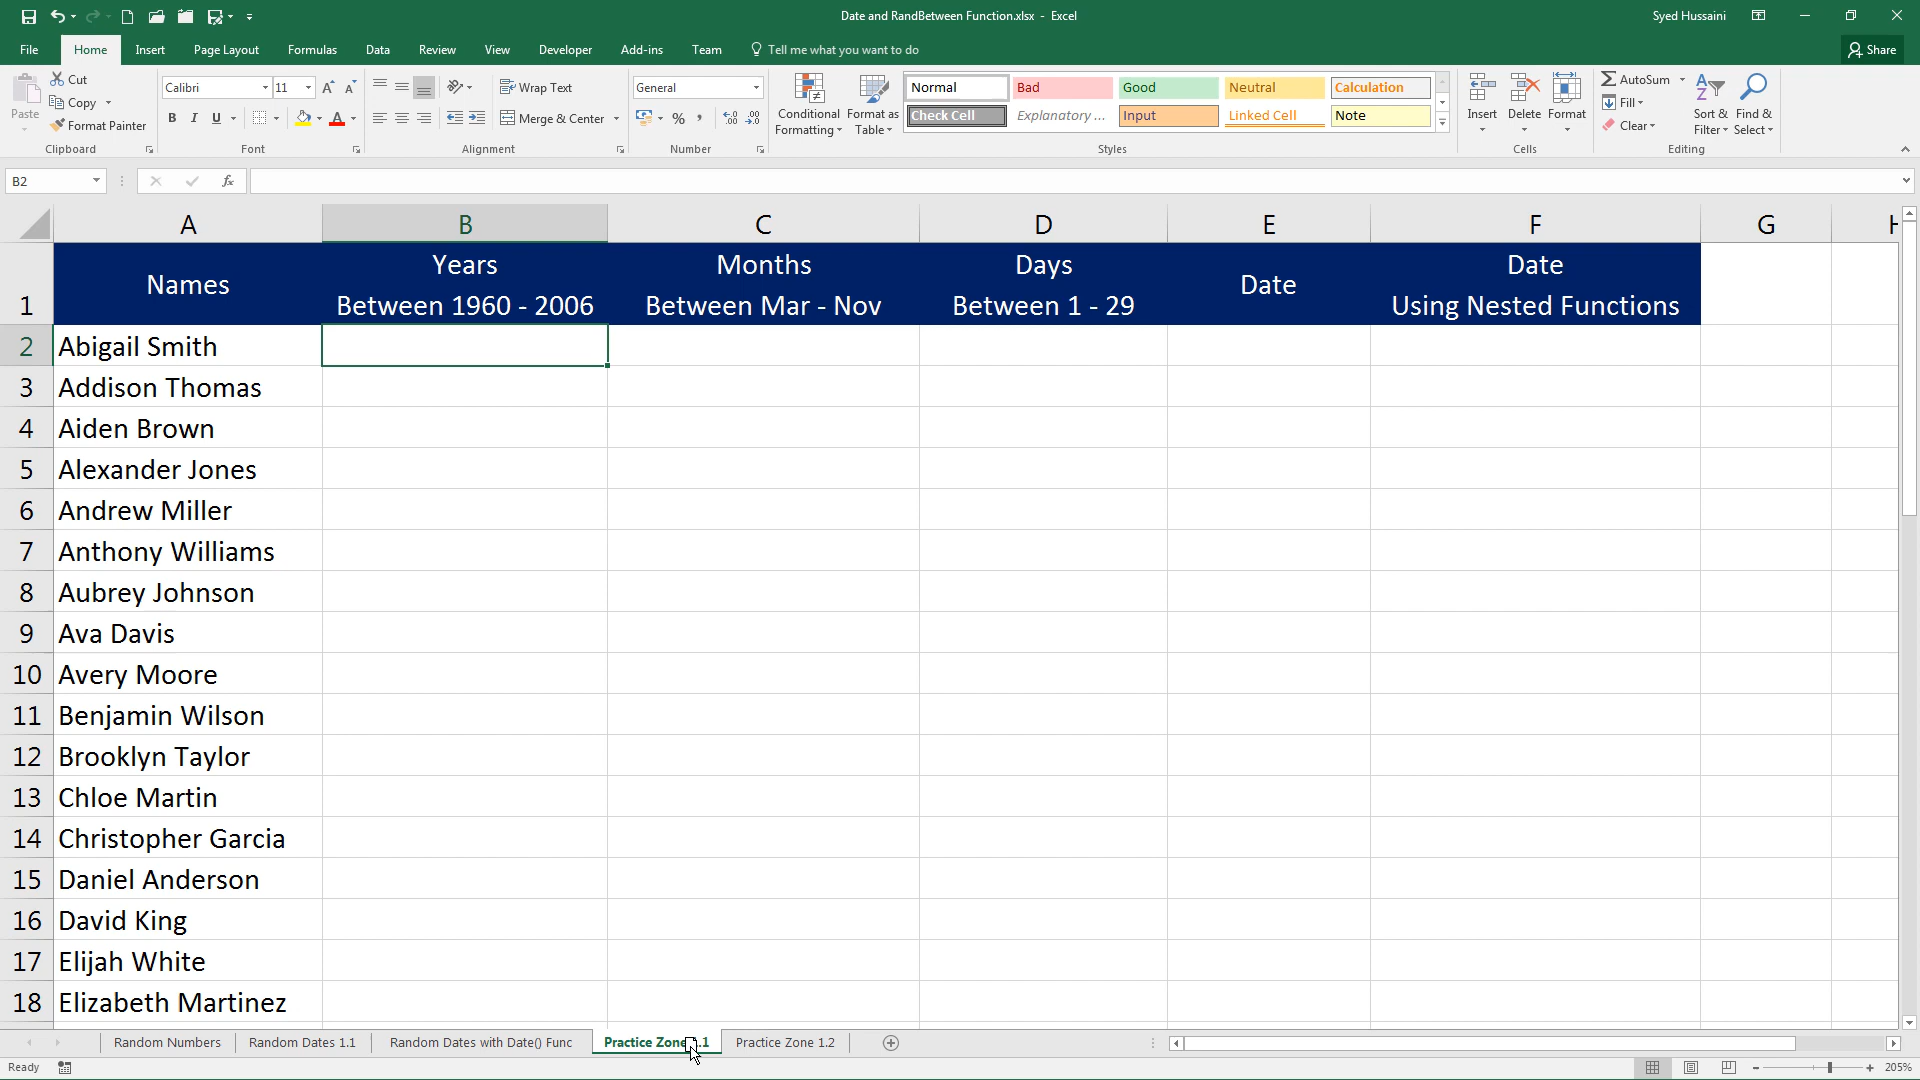 Date and RandBetween Function.xlsx - Excel
Syed Hussaini
File Home Insert Page Layout Formulas Data Review View Developer Add-ins Team Tell me what you want to do Share
Paste
Cut
Copy
Format Painter
Clipboard
Calibri 11
B I U
Font
Wrap Text
Merge & Center
Alignment
General
Number
Conditional Formatting
Format as Table
Normal Bad Good Neutral Calculation
Check Cell Explanatory ... Input Linked Cell Note
Styles
Insert Delete Format
Cells
AutoSum
Fill
Clear
Sort & Filter
Find & Select
Editing
B2
fx
A B C D E F G H
1 Names
Years
Between 1960 - 2006
Months
Between Mar - Nov
Days
Between 1 - 29
Date
Date
Using Nested Functions
2 Abigail Smith
3 Addison Thomas
4 Aiden Brown
5 Alexander Jones
6 Andrew Miller
7 Anthony Williams
8 Aubrey Johnson
9 Ava Davis
10 Avery Moore
11 Benjamin Wilson
12 Brooklyn Taylor
13 Chloe Martin
14 Christopher Garcia
15 Daniel Anderson
16 David King
17 Elijah White
18 Elizabeth Martinez
Random Numbers Random Dates 1.1 Random Dates with Date() Func Practice Zone .1 Practice Zone 1.2
Ready
205%